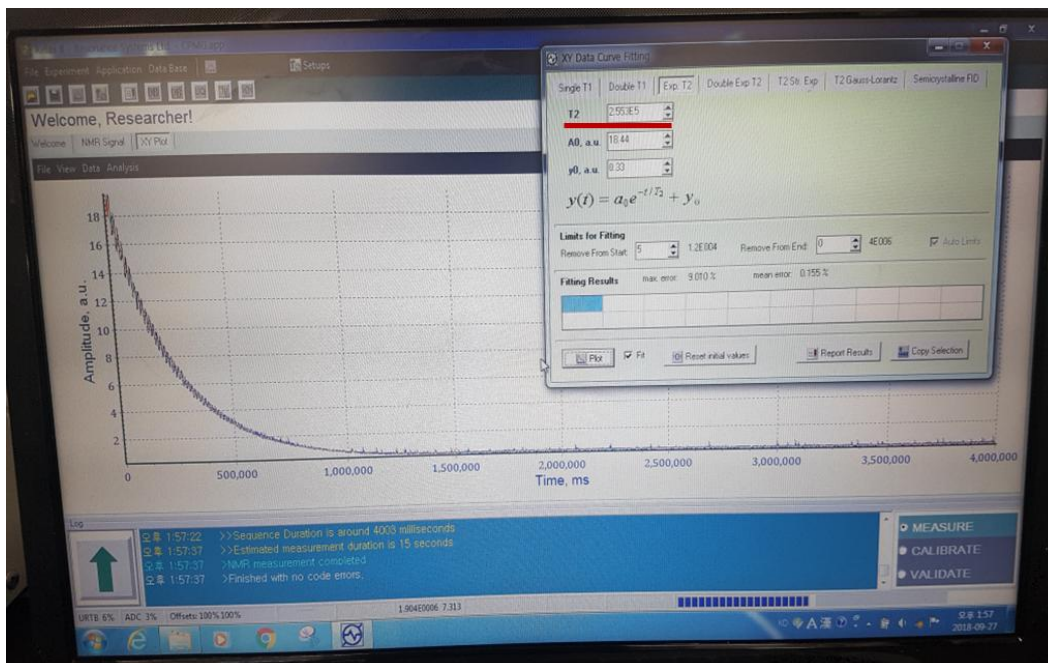 Resonance Systems Ltd. - CPMG.app
File Experiment Application Data Base
Setups
Welcome, Researcher!
Welcome NMR Signal XY Plot
File View Data Analysis
18
16
14
12
10
8
6
4
2
Amplitude, a.u.
0 500,000 1,000,000 1,500,000 2,000,000 2,500,000 3,000,000 3,500,000 4,000,000
Time, ms
XY Data Curve Fitting
Single T1 Double T1 Exp. T2 Double Exp T2 T2 Str. Exp T2 Gauss-Lorantz Semicrystalline FID
T2 2.553E5
A0, a.u. 18.44
y0, a.u. 0.33
y(t) = a₀e^(-t/T₂) + y₀
Limits for Fitting
Remove From Start: 5 1.2E004 Remove From End: 0 4E006 Auto Limits
Fitting Results max. error: 9.010 % mean error: 0.155 %
Plot Fit Reset initial values Report Results Copy Selection
Log
오후 1:57:22 >>Sequence Duration is around 4003 milliseconds
오후 1:57:37 >>Estimated measurement duration is 15 seconds
오후 1:57:37 >NMR measurement completed
오후 1:57:37 >Finished with no code errors.
MEASURE
CALIBRATE
VALIDATE
URTB 6% ADC 3% Offsets: 100% 100% 1.904E0006 7.313
A 漢
오후 1:57
2018-09-27